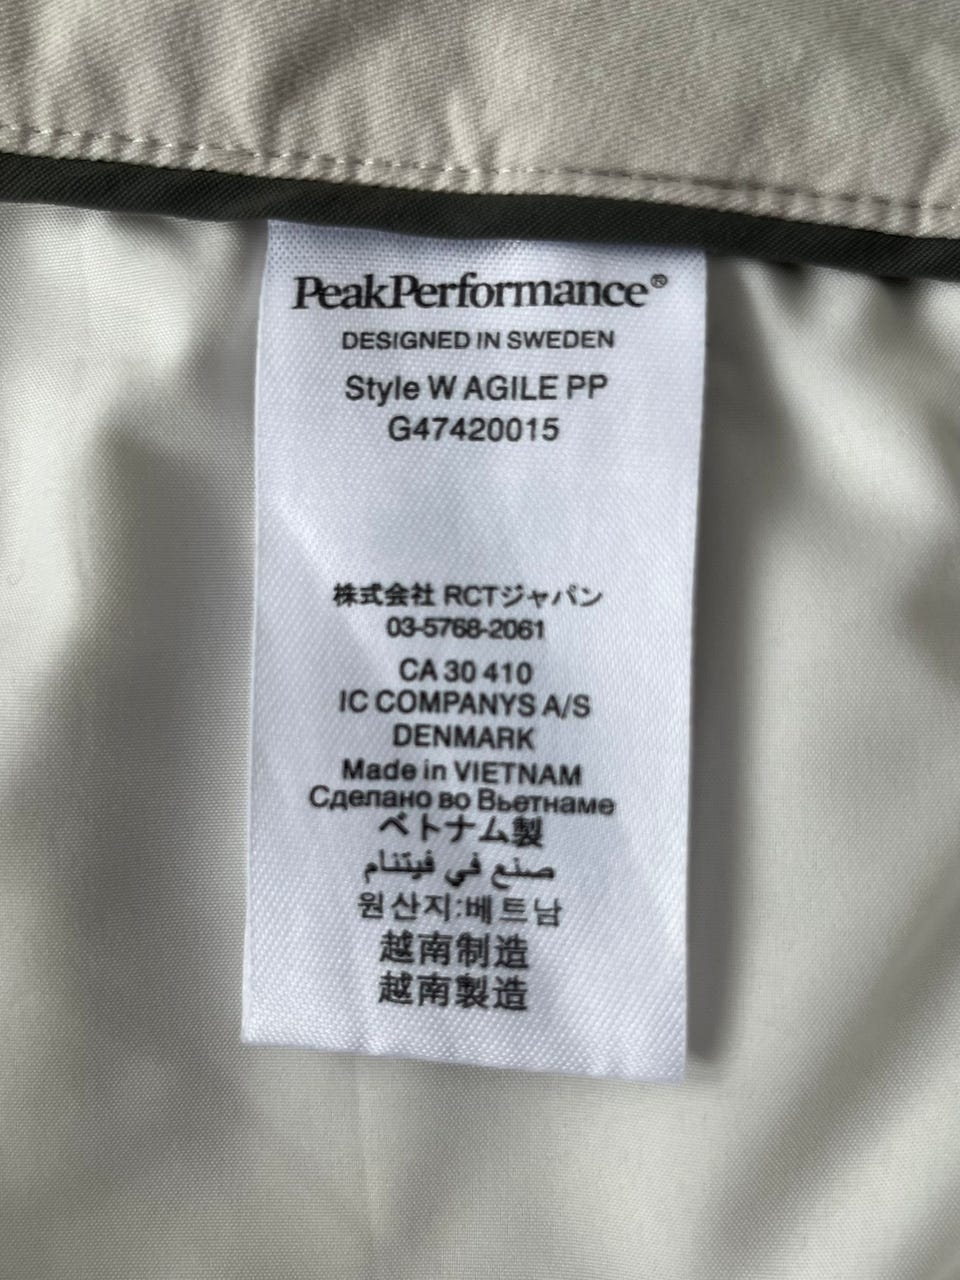 PeakPerformance®
DESIGNED IN SWEDEN
Style W AGILE PP
G47420015
株式会社 RCTジャパン
03-5768-2061
CA 30 410
IC COMPANYS A/S
DENMARK
Made in VIETNAM
Сделано во Вьетнаме
ベトナム製
صنع في فيتنام
원산지:베트남
越南制造
越南製造